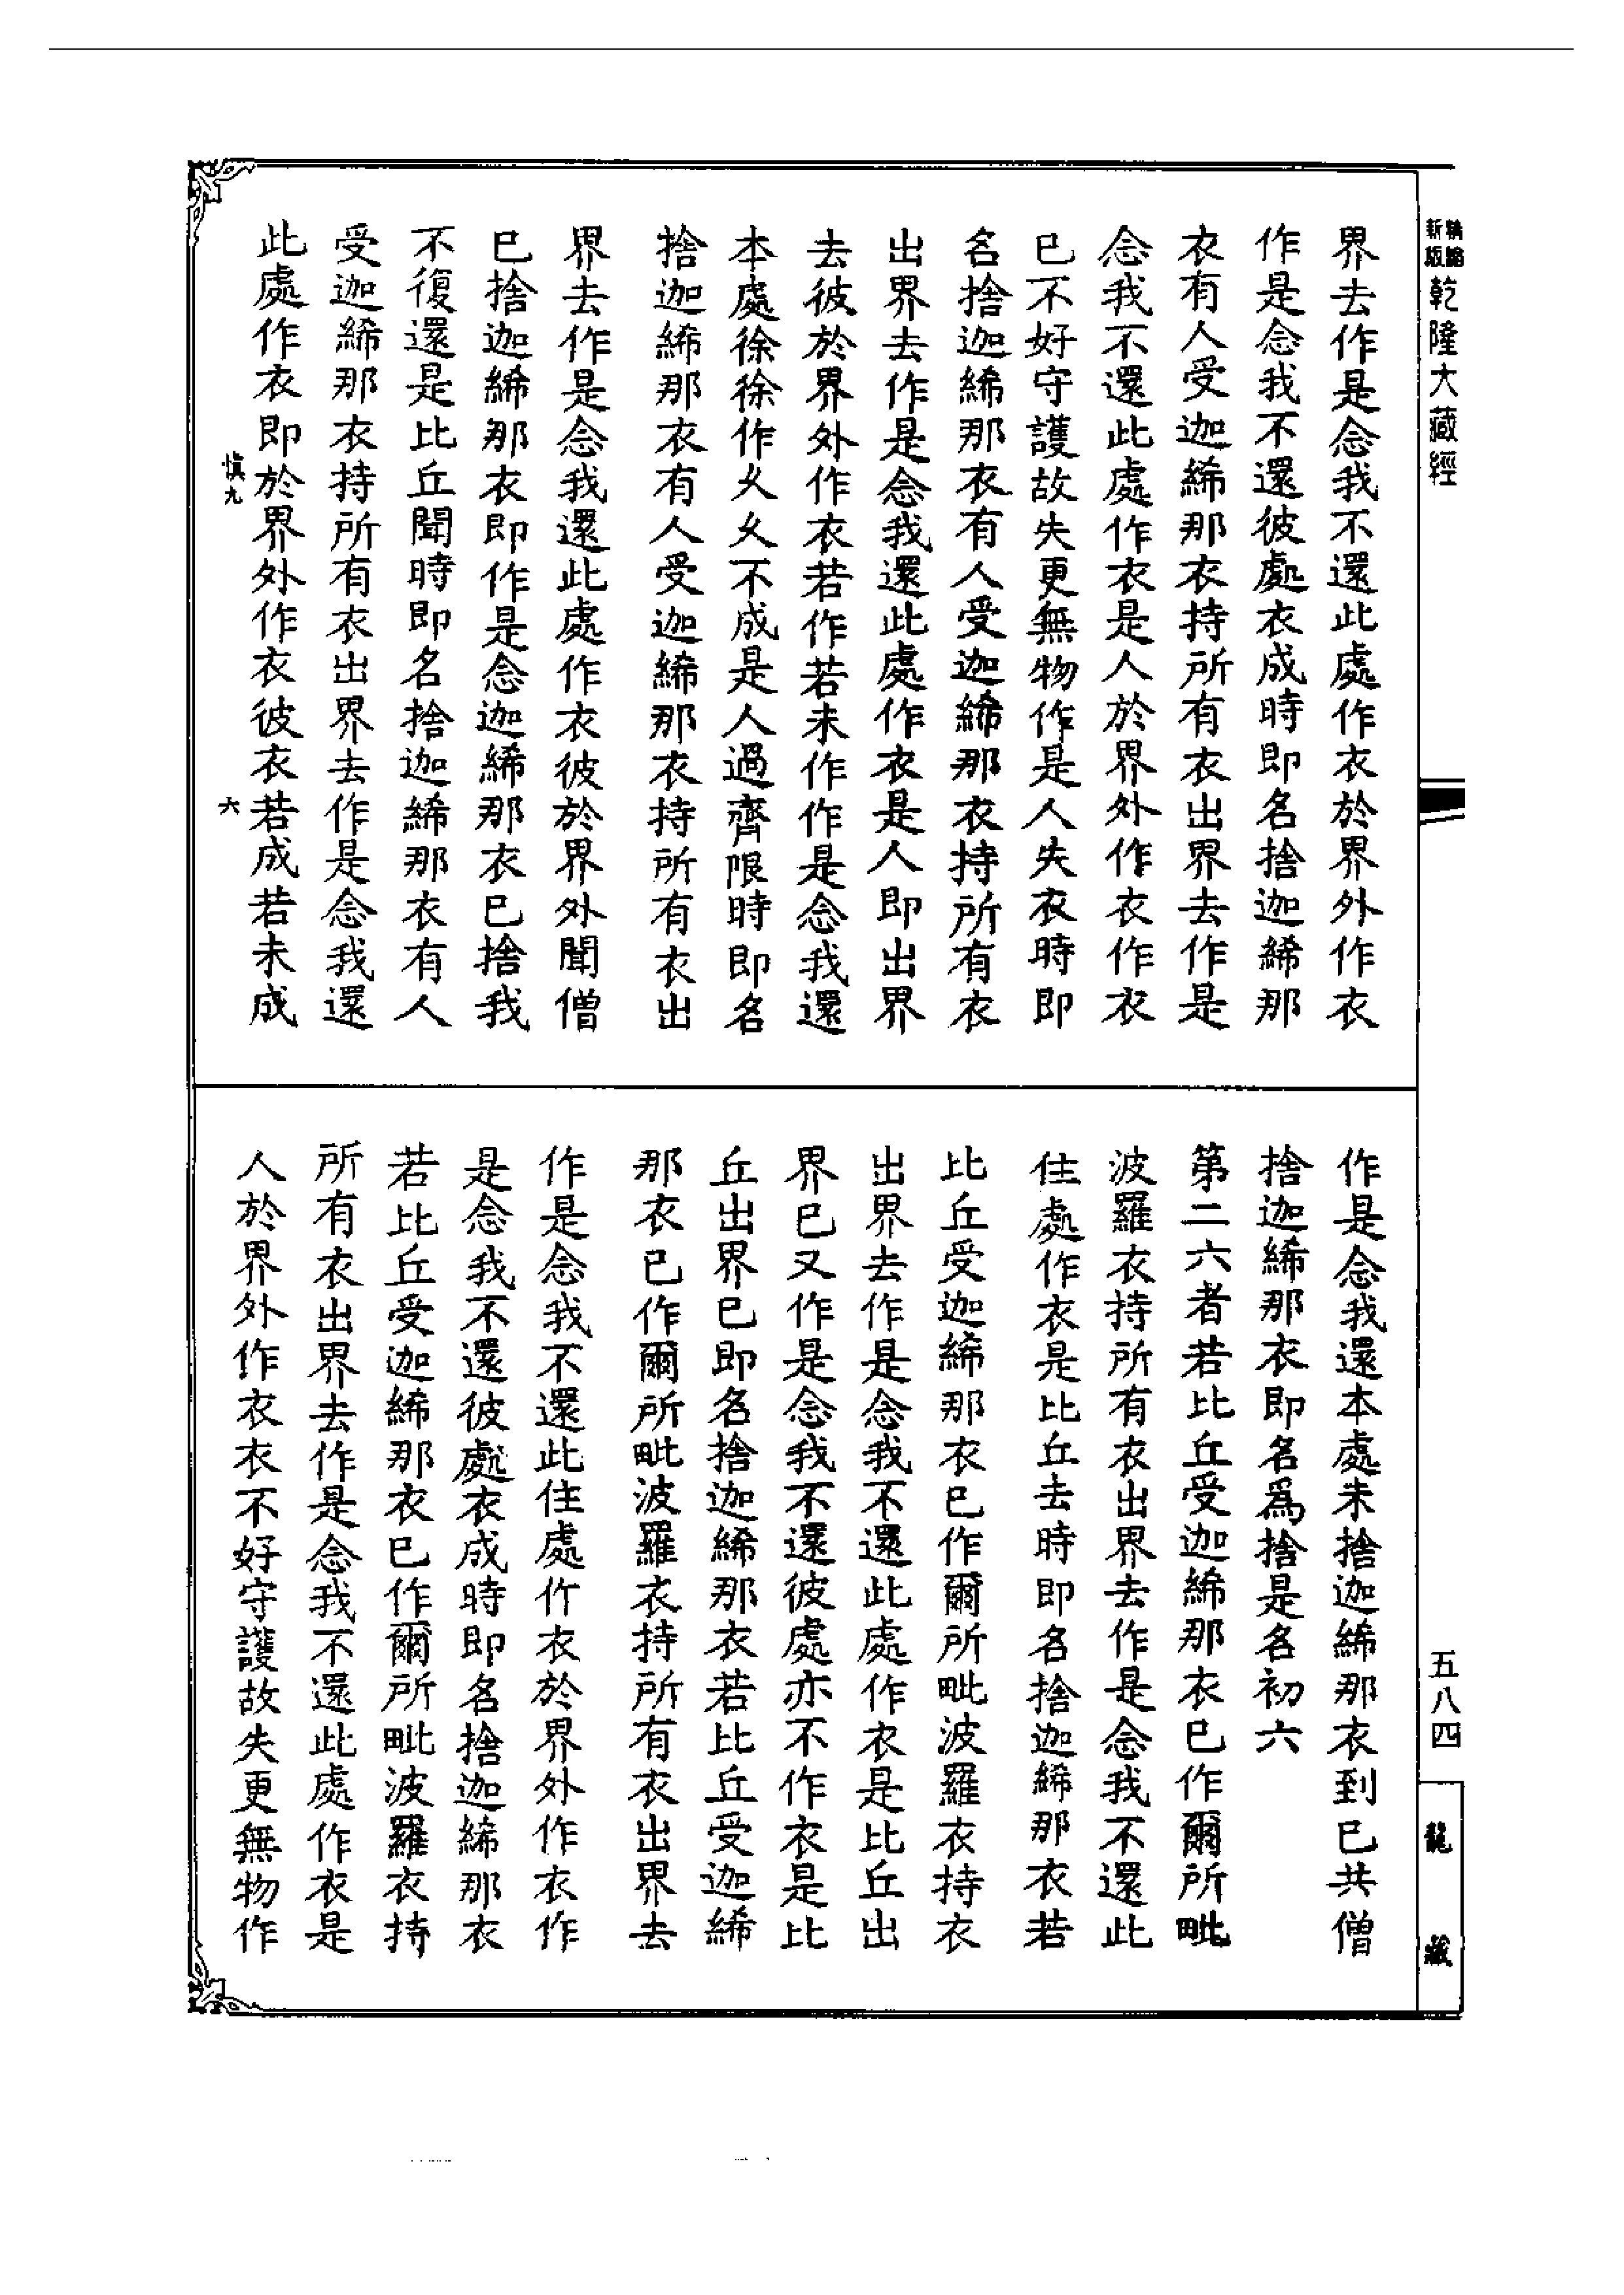 新版精縮
乾隆大藏經
界去作是念我不還此處作衣於界外作衣
作是念我不還彼處衣成時即名捨迦絺那
衣有人受迦絺那衣持所有衣出界去作是
念我不還此處作衣是人於界外作衣作衣
已不好守護故失更無物作是人失衣時即
名捨迦絺那衣有人受迦絺那衣持所有衣
出界去作是念我還此處作衣是人即出界
去彼於界外作衣若作若未作作是念我還
本處徐徐作久久不成是人過齊限時即名
捨迦絺那衣有人受迦絺那衣持所有衣出
界去作是念我還此處作衣彼於界外聞僧
已捨迦絺那衣即作是念迦絺那衣已捨我
不復還是比丘聞時即名捨迦絺那衣有人
受迦絺那衣持所有衣出界去作是念我還
此處作衣即於界外作衣彼衣若成若未成
慎九
六
作是念我還本處未捨迦絺那衣到已共僧
捨迦絺那衣即名爲捨是名初六
第二六者若比丘受迦絺那衣已作爾所毗
波羅衣持所有衣出界去作是念我不還此
住處作衣是比丘去時即名捨迦絺那衣若
比丘受迦絺那衣已作爾所毗波羅衣持衣
出界去作是念我不還此處作衣是比丘出
界已又作是念我不還彼處亦不作衣是比
丘出界已即名捨迦絺那衣若比丘受迦絺
那衣已作爾所毗波羅衣持所有衣出界去
作是念我不還此住處作衣於界外作衣作
是念我不還彼處衣成時即名捨迦絺那衣
若比丘受迦絺那衣已作爾所毗波羅衣持
所有衣出界去作是念我不還此處作衣是
人於界外作衣衣不好守護故失更無物作
五八四
龍藏